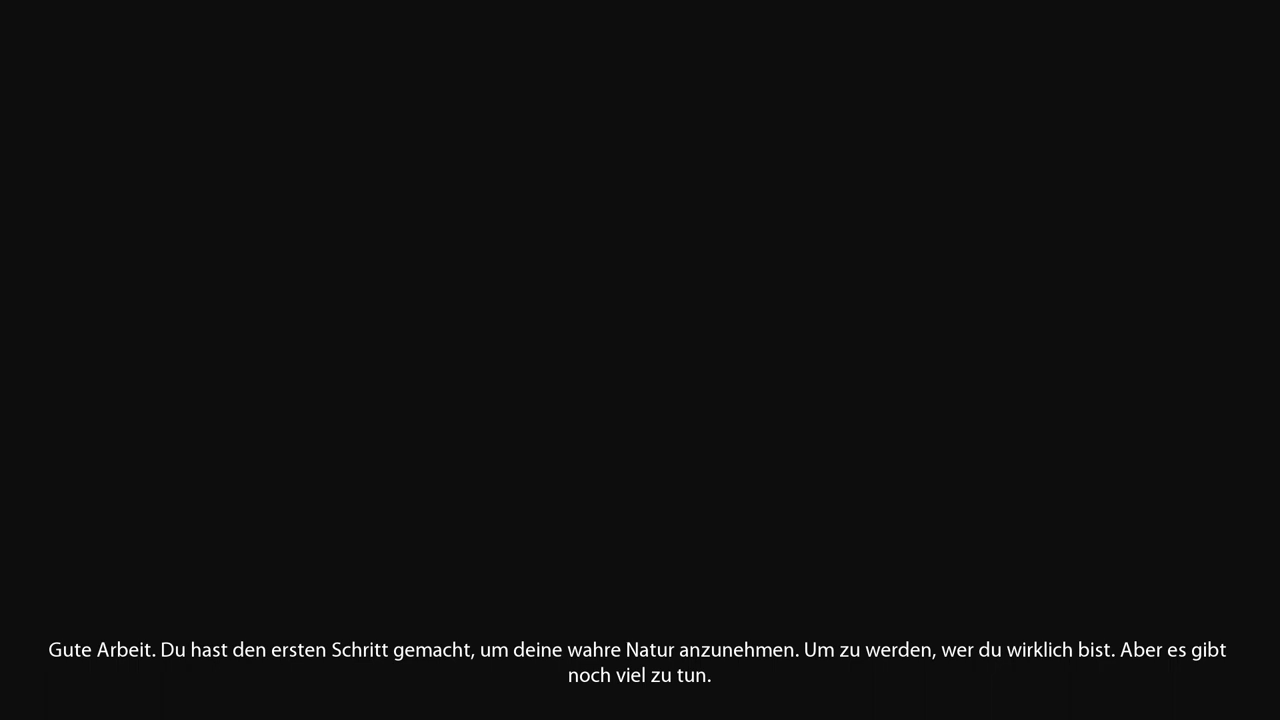 Gute Arbeit. Du hast den ersten Schritt gemacht, um deine wahre Natur anzunehmen. Um zu werden, wer du wirklich bist. Aber es gibt
noch viel zu tun.